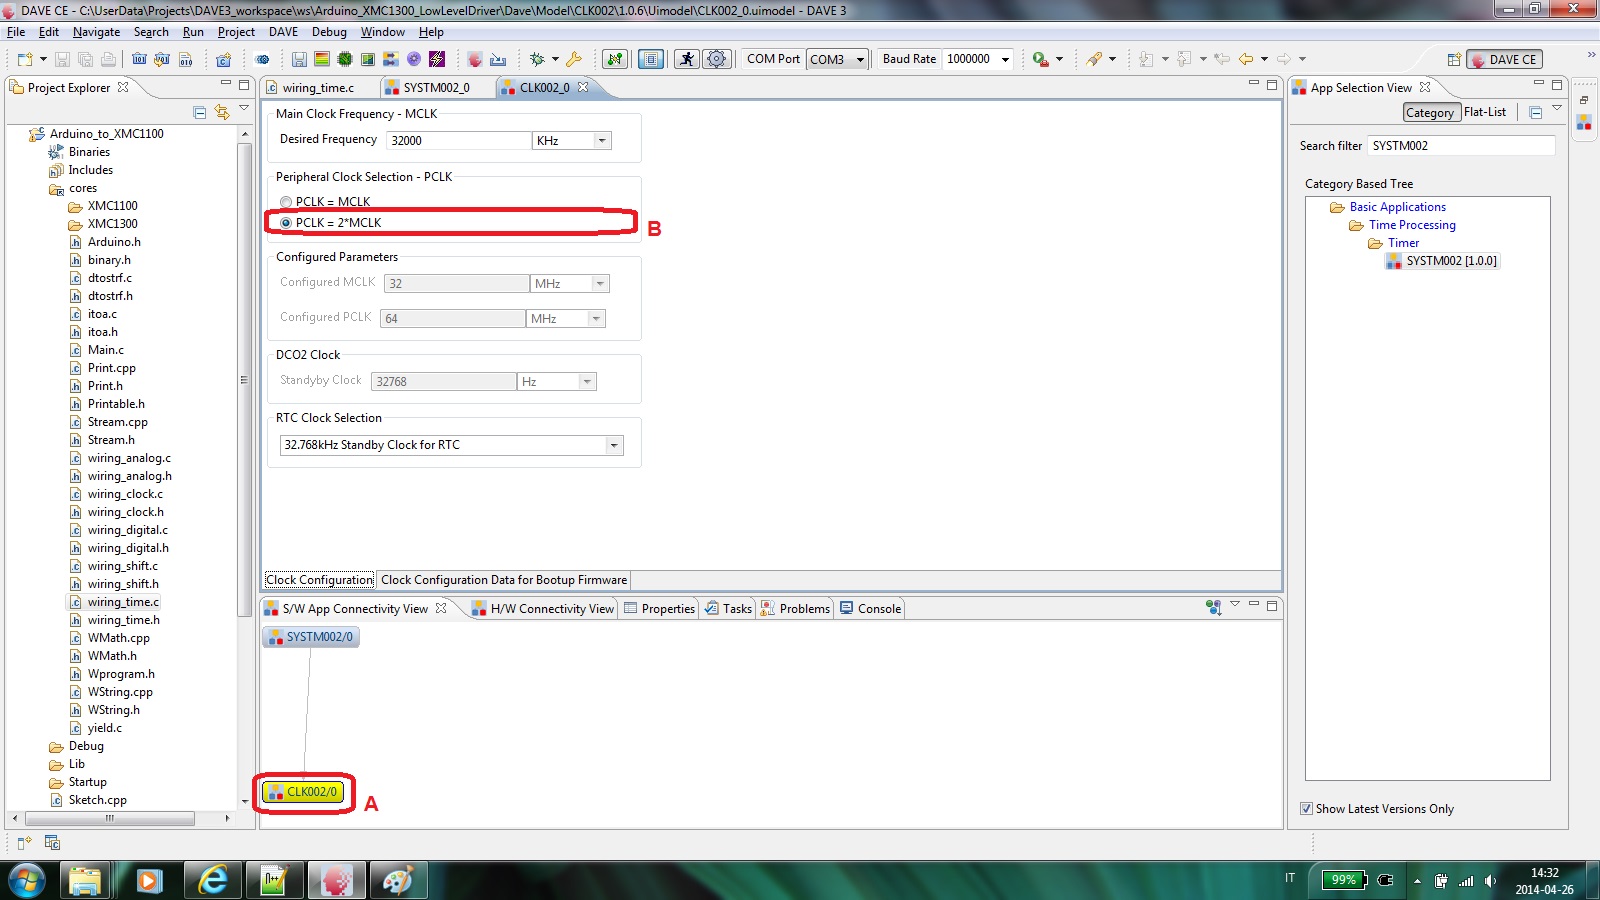 DAVE CE - C:\UserData\Projects\DAVE3_workspace\ws\Arduino_XMC1300_LowLevelDriver\Dave\Model\CLK002\1.0.6\Uimodel\CLK002_0.uimodel - DAVE 3
File Edit Navigate Search Run Project DAVE Debug Window Help
COM Port COM3 Baud Rate 1000000 DAVE CE
Project Explorer
Arduino_to_XMC1100
Binaries
Includes
cores
XMC1100
XMC1300
Arduino.h
binary.h
dtostrf.c
dtostrf.h
itoa.c
itoa.h
Main.c
Print.cpp
Print.h
Printable.h
Stream.cpp
Stream.h
wiring_analog.c
wiring_analog.h
wiring_clock.c
wiring_clock.h
wiring_digital.c
wiring_digital.h
wiring_shift.c
wiring_shift.h
wiring_time.c
wiring_time.h
WMath.cpp
WMath.h
Wprogram.h
WString.cpp
WString.h
yield.c
Debug
Lib
Startup
Sketch.cpp
wiring_time.c SYSTM002_0 CLK002_0
Main Clock Frequency - MCLK
Desired Frequency 32000 KHz
Peripheral Clock Selection - PCLK
PCLK = MCLK
PCLK = 2*MCLK
B
Configured Parameters
Configured MCLK 32 MHz
Configured PCLK 64 MHz
DCO2 Clock
Standyby Clock 32768 Hz
RTC Clock Selection
32.768kHz Standby Clock for RTC
Clock Configuration Clock Configuration Data for Bootup Firmware
S/W App Connectivity View H/W Connectivity View Properties Tasks Problems Console
SYSTM002/0
CLK002/0
A
App Selection View
Category Flat-List
Search filter SYSTM002
Category Based Tree
Basic Applications
Time Processing
Timer
SYSTM002 [1.0.0]
Show Latest Versions Only
IT 99% 14:32
2014-04-26